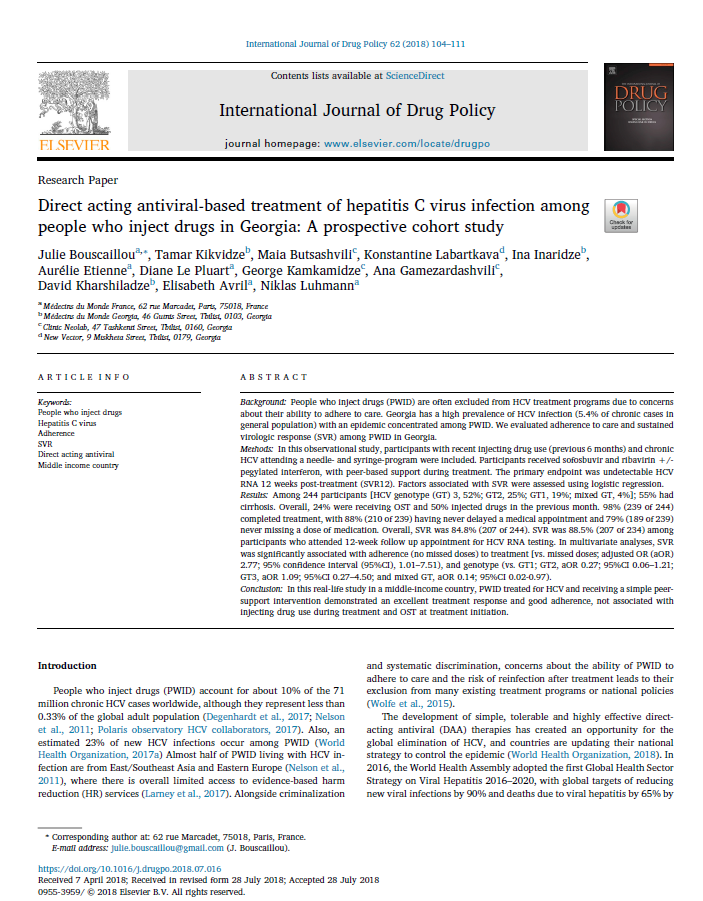 International Journal of Drug Policy 62 (2018) 104–111
Contents lists available at ScienceDirect
International Journal of Drug Policy
journal homepage: www.elsevier.com/locate/drugpo
ELSEVIER
DRUG
POLICY
Research Paper
Direct acting antiviral-based treatment of hepatitis C virus infection among
people who inject drugs in Georgia: A prospective cohort study
Check for
updates
Julie Bouscaillouᵃ,*, Tamar Kikvidzeᵇ, Maia Butsashviliᶜ, Konstantine Labartkavaᵈ, Ina Inaridzeᵇ,
Aurélie Etienneᵃ, Diane Le Pluartᵃ, George Kamkamidzeᶜ, Ana Gamezardashviliᶜ,
David Kharshiladzeᵇ, Elisabeth Avrilᵃ, Niklas Luhmannᵃ
ᵃ Médecins du Monde France, 62 rue Marcadet, Paris, 75018, France
ᵇ Médecins du Monde Georgia, 46 Gumis Street, Tbilisi, 0103, Georgia
ᶜ Clinic Neolab, 47 Tashkent Street, Tbilisi, 0160, Georgia
ᵈ New Vector, 9 Miskheta Street, Tbilisi, 0179, Georgia
ARTICLE INFO
Keywords:
People who inject drugs
Hepatitis C virus
Adherence
SVR
Direct acting antiviral
Middle income country
ABSTRACT
Background: People who inject drugs (PWID) are often excluded from HCV treatment programs due to concerns
about their ability to adhere to care. Georgia has a high prevalence of HCV infection (5.4% of chronic cases in
general population) with an epidemic concentrated among PWID. We evaluated adherence to care and sustained
virologic response (SVR) among PWID in Georgia.
Methods: In this observational study, participants with recent injecting drug use (previous 6 months) and chronic
HCV attending a needle- and syringe-program were included. Participants received sofosbuvir and ribavirin +/-
pegylated interferon, with peer-based support during treatment. The primary endpoint was undetectable HCV
RNA 12 weeks post-treatment (SVR12). Factors associated with SVR were assessed using logistic regression.
Results: Among 244 participants [HCV genotype (GT) 3, 52%; GT2, 25%; GT1, 19%; mixed GT, 4%]; 55% had
cirrhosis. Overall, 24% were receiving OST and 50% injected drugs in the previous month. 98% (239 of 244)
completed treatment, with 88% (210 of 239) having never delayed a medical appointment and 79% (189 of 239)
never missing a dose of medication. Overall, SVR was 84.8% (207 of 244). SVR was 88.5% (207 of 234) among
participants who attended 12-week follow up appointment for HCV RNA testing. In multivariate analyses, SVR
was significantly associated with adherence (no missed doses) to treatment [vs. missed doses; adjusted OR (aOR)
2.77; 95% confidence interval (95%CI), 1.01–7.51), and genotype (vs. GT1; GT2, aOR 0.27; 95%CI 0.06–1.21;
GT3, aOR 1.09; 95%CI 0.27–4.50; and mixed GT, aOR 0.14; 95%CI 0.02-0.97).
Conclusion: In this real-life study in a middle-income country, PWID treated for HCV and receiving a simple peer-
support intervention demonstrated an excellent treatment response and good adherence, not associated with
injecting drug use during treatment and OST at treatment initiation.
Introduction
People who inject drugs (PWID) account for about 10% of the 71
million chronic HCV cases worldwide, although they represent less than
0.33% of the global adult population (Degenhardt et al., 2017; Nelson
et al., 2011; Polaris observatory HCV collaborators, 2017). Also, an
estimated 23% of new HCV infections occur among PWID (World
Health Organization, 2017a) Almost half of PWID living with HCV in-
fection are from East/Southeast Asia and Eastern Europe (Nelson et al.,
2011), where there is overall limited access to evidence-based harm
reduction (HR) services (Larney et al., 2017). Alongside criminalization
and systematic discrimination, concerns about the ability of PWID to
adhere to care and the risk of reinfection after treatment leads to their
exclusion from many existing treatment programs or national policies
(Wolfe et al., 2015).
The development of simple, tolerable and highly effective direct-
acting antiviral (DAA) therapies has created an opportunity for the
global elimination of HCV, and countries are updating their national
strategy to control the epidemic (World Health Organization, 2018). In
2016, the World Health Assembly adopted the first Global Health Sector
Strategy on Viral Hepatitis 2016–2020, with global targets of reducing
new viral infections by 90% and deaths due to viral hepatitis by 65% by
* Corresponding author at: 62 rue Marcadet, 75018, Paris, France.
E-mail address: julie.bouscaillou@gmail.com (J. Bouscaillou).
https://doi.org/10.1016/j.drugpo.2018.07.016
Received 7 April 2018; Received in revised form 28 July 2018; Accepted 28 July 2018
0955-3959/ © 2018 Elsevier B.V. All rights reserved.